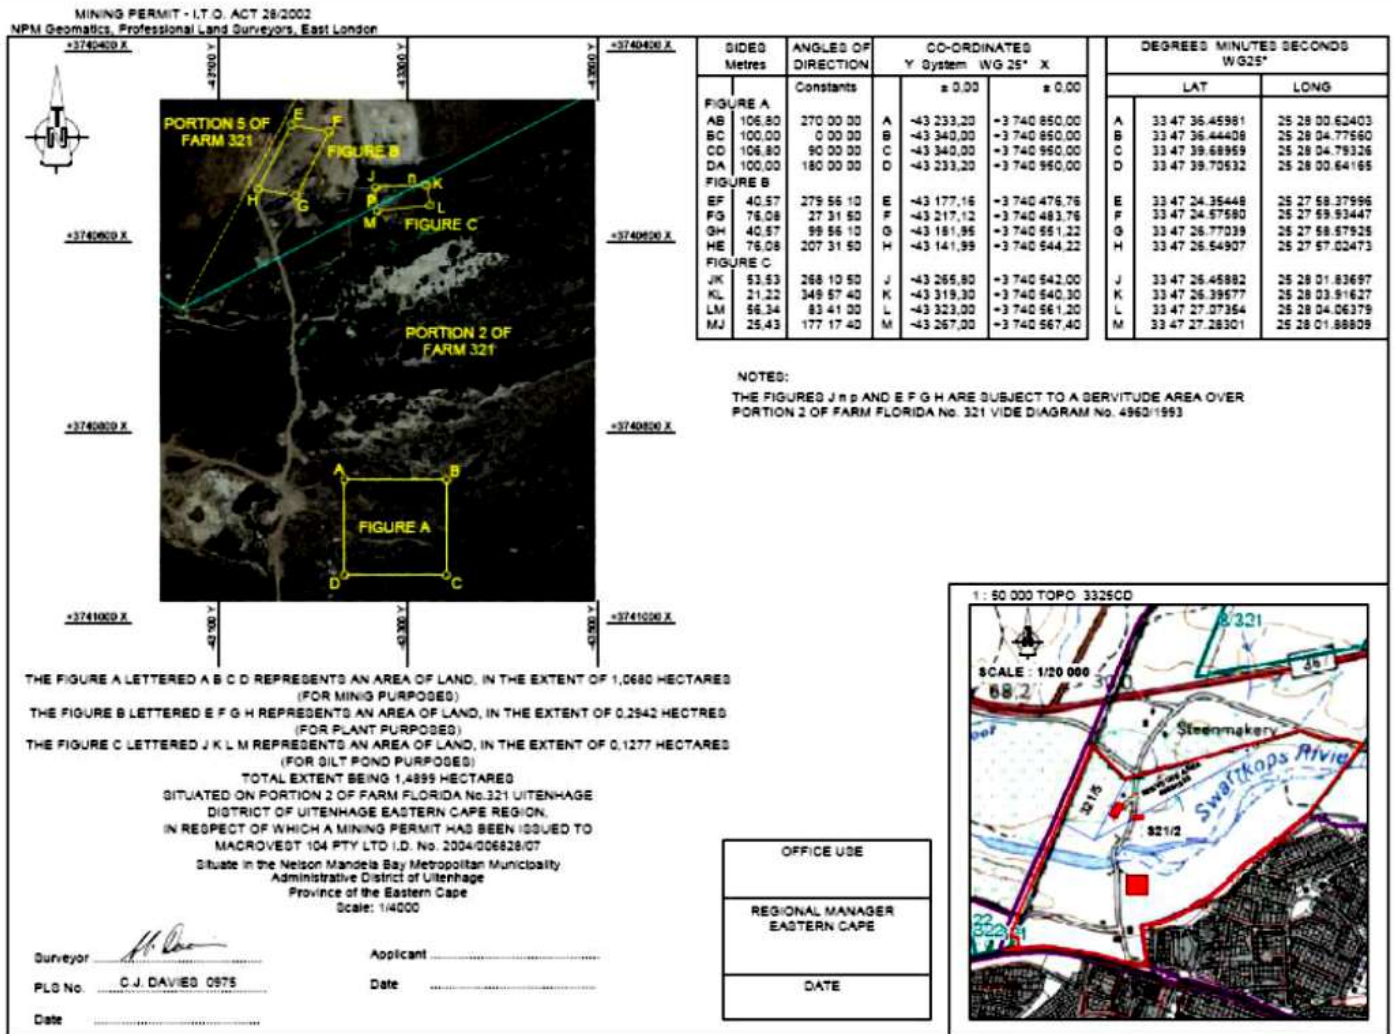 MINING PERMIT - I.T.O. ACT 28/2002
NPM Geomatics, Professional Land Surveyors, East London
+3740400 X
-43100 Y
-43300 Y
-43500 Y
+3740400 X
PORTION 5 OF
FARM 321
E
F
FIGURE B
H
G
J
n
K
P
M
L
FIGURE C
+3740600 X
+3740600 X
PORTION 2 OF
FARM 321
+3740800 X
+3740800 X
A
B
FIGURE A
D
C
+3741000 X
-43100 Y
-43300 Y
-43500 Y
+3741000 X
SIDES Metres ANGLES OF DIRECTION CO-ORDINATES Y System WG 25° X
Constants ± 0,00 ± 0,00
FIGURE A
AB 106,80 270 00 00 A -43 233,20 +3 740 850,00
BC 100,00 0 00 00 B -43 340,00 +3 740 850,00
CD 106,80 90 00 00 C -43 340,00 +3 740 950,00
DA 100,00 180 00 00 D -43 233,20 +3 740 950,00
FIGURE B
EF 40,57 279 56 10 E -43 177,16 +3 740 476,76
FG 76,08 27 31 50 F -43 217,12 +3 740 483,76
GH 40,57 99 56 10 G -43 181,95 +3 740 551,22
HE 76,08 207 31 50 H -43 141,99 +3 740 544,22
FIGURE C
JK 53,53 268 10 50 J -43 265,80 +3 740 542,00
KL 21,22 349 57 40 K -43 319,30 +3 740 540,30
LM 56,34 83 41 00 L -43 323,00 +3 740 561,20
MJ 25,43 177 17 40 M -43 267,00 +3 740 567,40
DEGREES MINUTES SECONDS
WG25°
LAT LONG
A 33 47 36.45981 25 28 00.62403
B 33 47 36.44408 25 28 04.77560
C 33 47 39.68959 25 28 04.79326
D 33 47 39.70532 25 28 00.64165
E 33 47 24.35448 25 27 58.37996
F 33 47 24.57580 25 27 59.93447
G 33 47 26.77039 25 27 58.57925
H 33 47 26.54907 25 27 57.02473
J 33 47 26.45882 25 28 01.83697
K 33 47 26.39577 25 28 03.91627
L 33 47 27.07354 25 28 04.06379
M 33 47 27.28301 25 28 01.88809
NOTES:
THE FIGURES J n p AND E F G H ARE SUBJECT TO A SERVITUDE AREA OVER
PORTION 2 OF FARM FLORIDA No. 321 VIDE DIAGRAM No. 4960/1993
THE FIGURE A LETTERED A B C D REPRESENTS AN AREA OF LAND, IN THE EXTENT OF 1,0680 HECTARES
(FOR MINIG PURPOSES)
THE FIGURE B LETTERED E F G H REPRESENTS AN AREA OF LAND, IN THE EXTENT OF 0,2942 HECTRES
(FOR PLANT PURPOSES)
THE FIGURE C LETTERED J K L M REPRESENTS AN AREA OF LAND, IN THE EXTENT OF 0,1277 HECTARES
(FOR SILT POND PURPOSES)
TOTAL EXTENT BEING 1,4899 HECTARES
SITUATED ON PORTION 2 OF FARM FLORIDA No.321 UITENHAGE
DISTRICT OF UITENHAGE EASTERN CAPE REGION,
IN RESPECT OF WHICH A MINING PERMIT HAS BEEN ISSUED TO
MACROVEST 104 PTY LTD I.D. No. 2004/006828/07
Situate in the Nelson Mandela Bay Metropolitan Municipality
Administrative District of Uitenhage
Province of the Eastern Cape
Scale: 1/4000
Surveyor
PLS No. C.J. DAVIES 0975
Date
Applicant
Date
OFFICE USE
REGIONAL MANAGER
EASTERN CAPE
DATE
1 : 50 000 TOPO 3325CD
SCALE : 1/20 000
68,2
8/321
Steenmakery
Swartkops Rivier
321/5
321/2